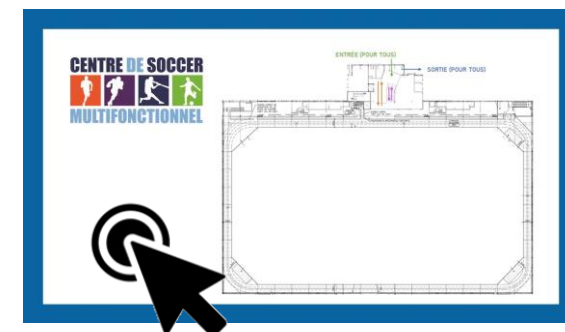 CENTRE DE SOCCER
MULTIFONCTIONNEL
ENTRÉE (POUR TOUS)
SORTIE (POUR TOUS)